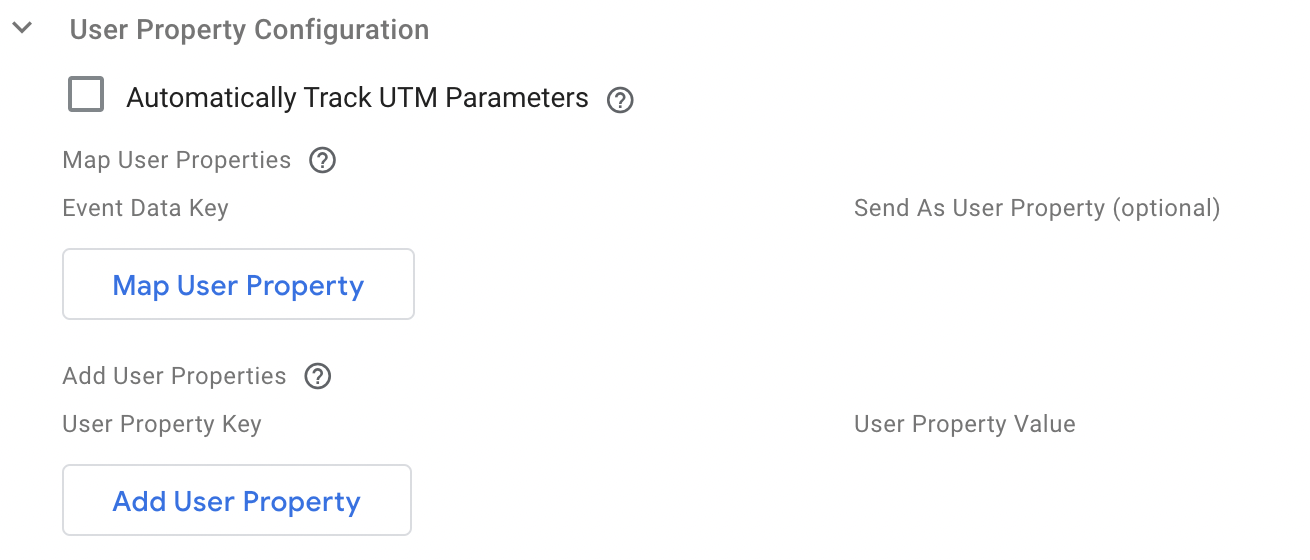 User Property Configuration
Automatically Track UTM Parameters ?
Map User Properties ?
Event Data Key Send As User Property (optional)
Map User Property
Add User Properties ?
User Property Key User Property Value
Add User Property